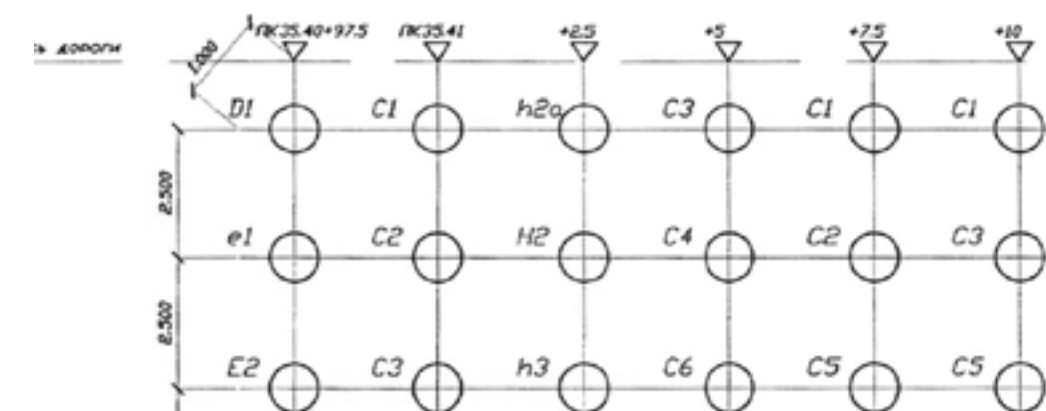 ПК35.40+97.5 ПК35.41 +2.5 +5 +7.5 +10
ь дороги
1.000
D1 C1 h2a C3 C1 C1
2.500
e1 C2 H2 C4 C2 C3
2.500
E2 C3 h3 C6 C5 C5